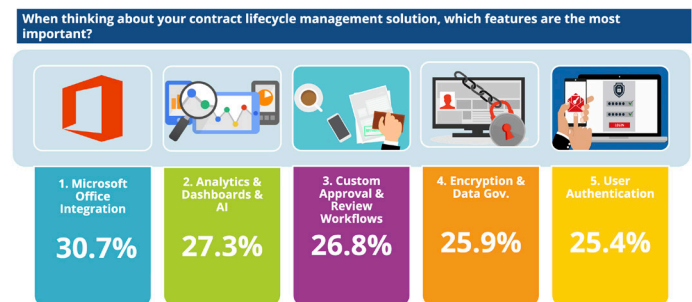 When thinking about your contract lifecycle management solution, which features are the most
important?
1. Microsoft
Office
Integration
30.7%
2. Analytics &
Dashboards &
AI
27.3%
3. Custom
Approval &
Review
Workflows
26.8%
4. Encryption &
Data Gov.
25.9%
5. User
Authentication
25.4%